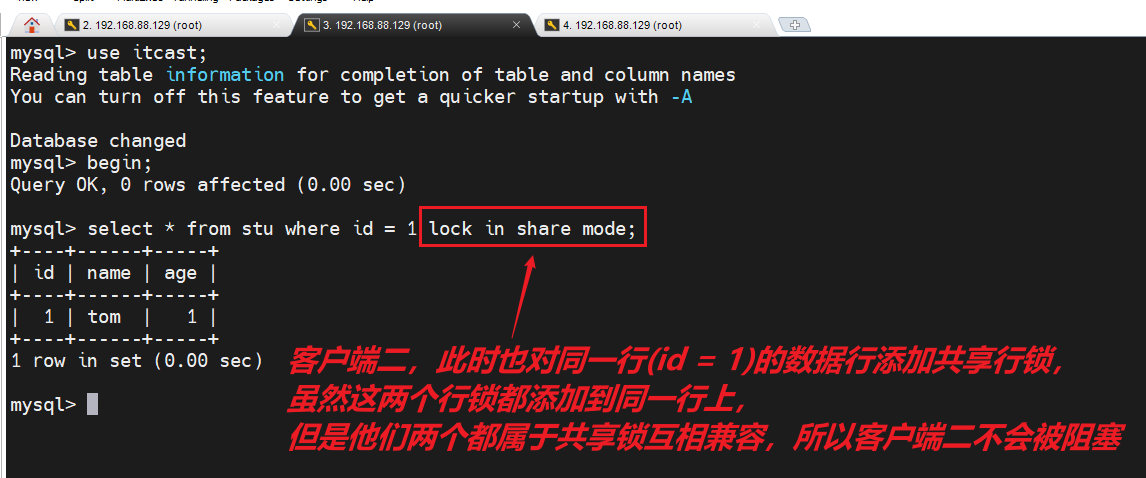 2. 192.168.88.129 (root)
3. 192.168.88.129 (root)
4. 192.168.88.129 (root)
mysql> use itcast;
Reading table information for completion of table and column names
You can turn off this feature to get a quicker startup with -A
Database changed
mysql> begin;
Query OK, 0 rows affected (0.00 sec)
mysql> select * from stu where id = 1 lock in share mode;
+----+------+-----+
| id | name | age |
+----+------+-----+
|  1 | tom  |   1 |
+----+------+-----+
1 row in set (0.00 sec)
客户端二，此时也对同一行(id = 1)的数据行添加共享行锁，
虽然这两个行锁都添加到同一行上，
mysql>
但是他们两个都属于共享锁互相兼容，所以客户端二不会被阻塞